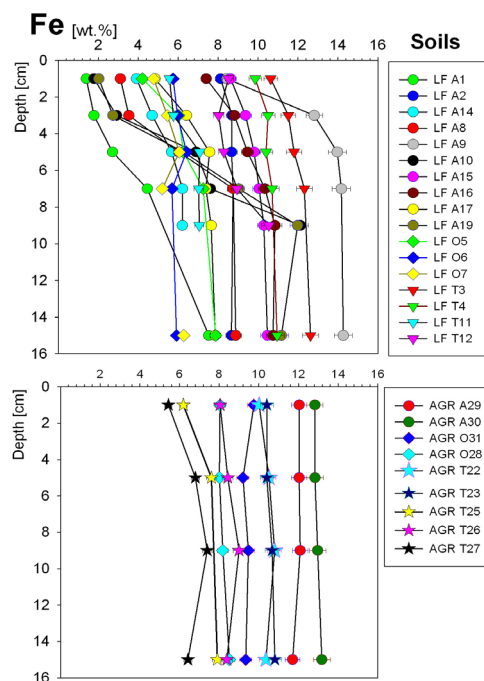 Fe [wt.%] Soils
2 4 6 8 10 12 14 16
Depth [cm]
0
2
4
6
8
10
12
14
16
LF A1
LF A2
LF A14
LF A8
LF A9
LF A10
LF A15
LF A16
LF A17
LF A19
LF O5
LF O6
LF O7
LF T3
LF T4
LF T11
LF T12
0 2 4 6 8 10 12 14 16
Depth [cm]
0
2
4
6
8
10
12
14
16
AGR A29
AGR A30
AGR O31
AGR O28
AGR T22
AGR T23
AGR T25
AGR T26
AGR T27